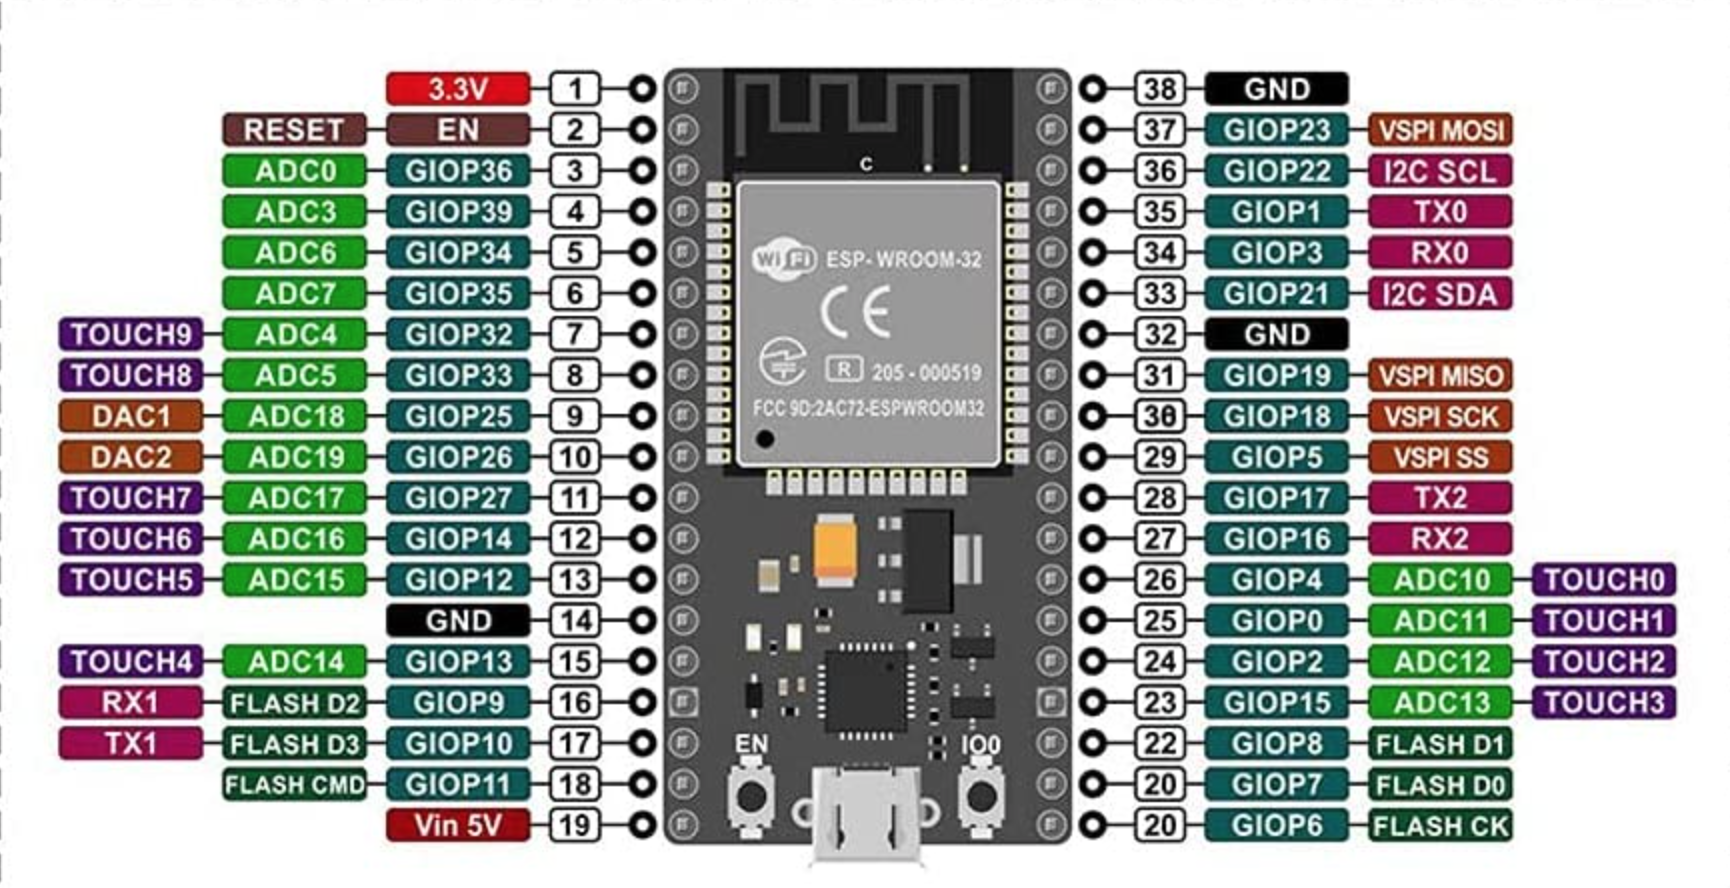 3.3V 1 38 GND
RESET EN 2 37 GIOP23 VSPI MOSI
ADC0 GIOP36 3 C 36 GIOP22 I2C SCL
ADC3 GIOP39 4 35 GIOP1 TX0
ADC6 GIOP34 5 WiFi ESP-WROOM-32 34 GIOP3 RX0
ADC7 GIOP35 6 CE 33 GIOP21 I2C SDA
TOUCH9 ADC4 GIOP32 7 32 GND
TOUCH8 ADC5 GIOP33 8 R 205-000519 31 GIOP19 VSPI MISO
DAC1 ADC18 GIOP25 9 FCC 9D:2AC72-ESPWROOM32 30 GIOP18 VSPI SCK
DAC2 ADC19 GIOP26 10 29 GIOP5 VSPI SS
TOUCH7 ADC17 GIOP27 11 28 GIOP17 TX2
TOUCH6 ADC16 GIOP14 12 27 GIOP16 RX2
TOUCH5 ADC15 GIOP12 13 26 GIOP4 ADC10 TOUCH0
GND 14 25 GIOP0 ADC11 TOUCH1
TOUCH4 ADC14 GIOP13 15 24 GIOP2 ADC12 TOUCH2
RX1 FLASH D2 GIOP9 16 23 GIOP15 ADC13 TOUCH3
TX1 FLASH D3 GIOP10 17 EN IO0 22 GIOP8 FLASH D1
FLASH CMD GIOP11 18 20 GIOP7 FLASH D0
Vin 5V 19 20 GIOP6 FLASH CK